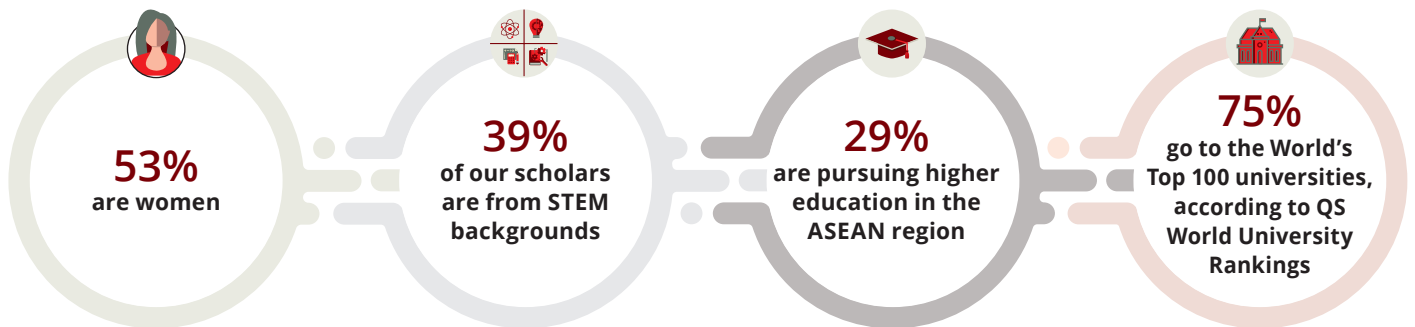 53%
are women
39%
of our scholars
are from STEM
backgrounds
29%
are pursuing higher
education in the
ASEAN region
75%
go to the World’s
Top 100 universities,
according to QS
World University
Rankings